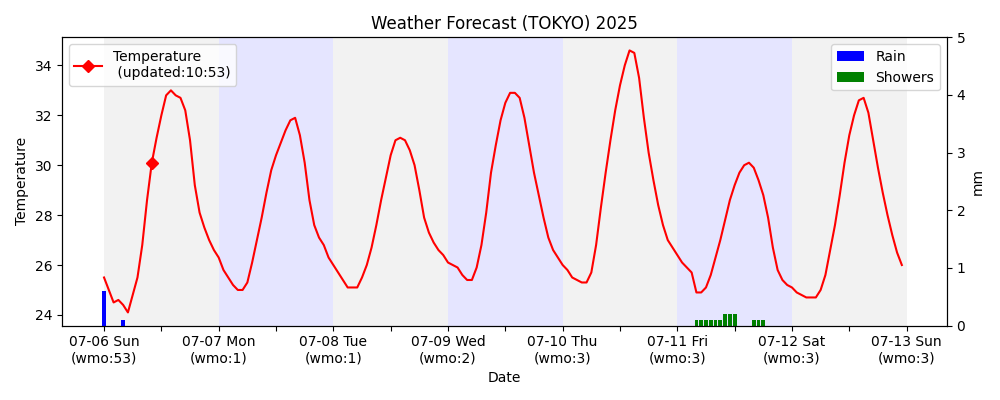 Weather Forecast (TOKYO) 2025
Temperature
(updated:10:53)
Rain
Showers
Temperature
34
32
30
28
26
24
5
4
3
2
1
0
mm
07-06 Sun
(wmo:53)
07-07 Mon
(wmo:1)
07-08 Tue
(wmo:1)
07-09 Wed
(wmo:2)
07-10 Thu
(wmo:3)
07-11 Fri
(wmo:3)
07-12 Sat
(wmo:3)
07-13 Sun
(wmo:3)
Date